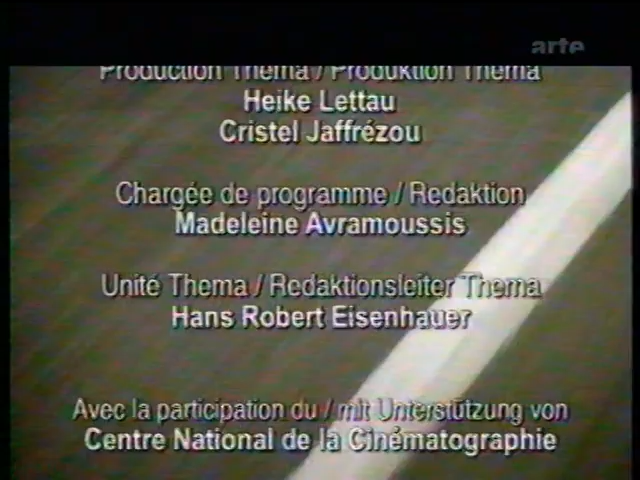 arte
Production Thema / Produktion Thema
Heike Lettau
Cristel Jaffrézou
Chargée de programme / Redaktion
Madeleine Avramoussis
Unité Thema / Redaktionsleiter Thema
Hans Robert Eisenhauer
Avec la participation du / mit Unterstützung von
Centre National de la Cinématographie